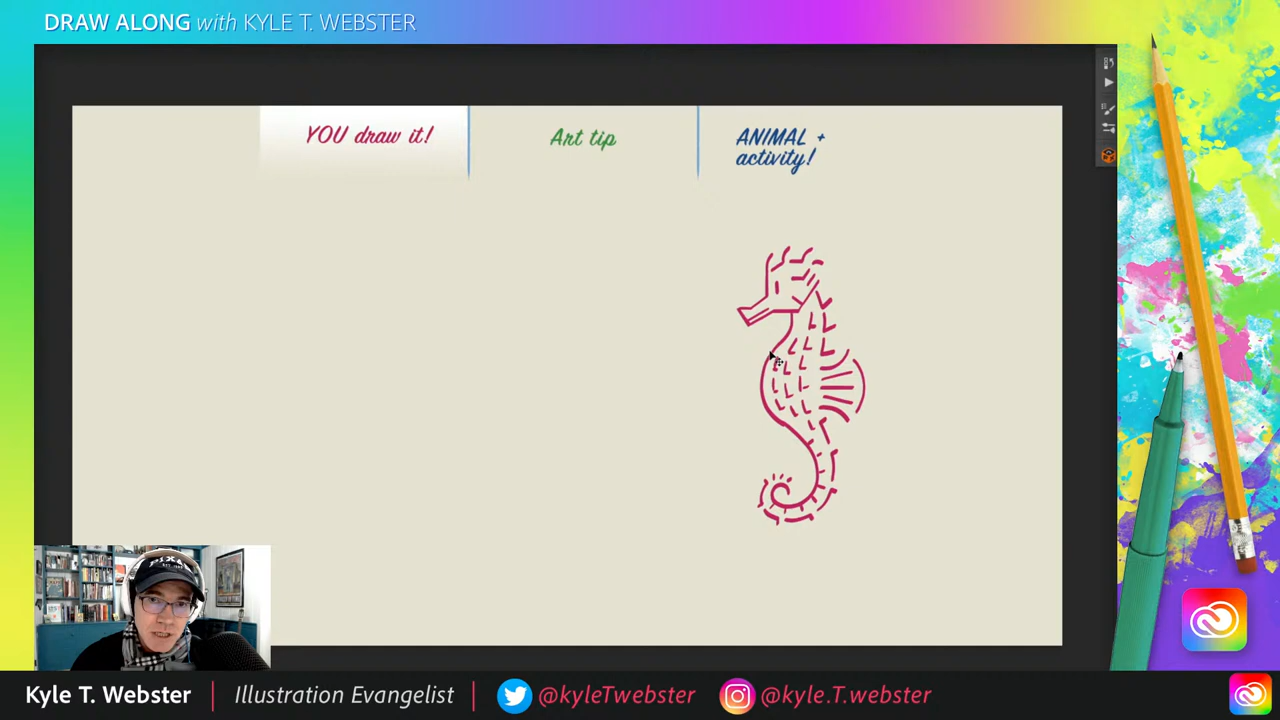 DRAW ALONG with KYLE T. WEBSTER
YOU draw it!
Art tip
ANIMAL +
activity!
PIXAR
Kyle T. Webster | Illustration Evangelist | @kyleTwebster @kyle.T.webster